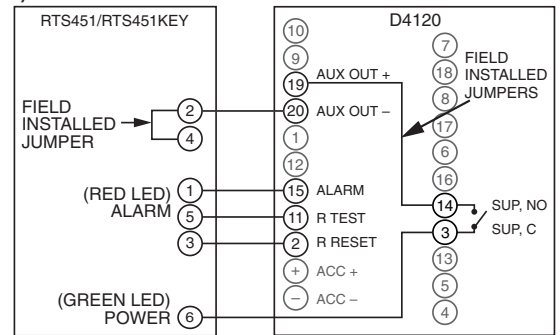 RTS451/RTS451KEY
D4120
10
9
19 AUX OUT +
20 AUX OUT –
1
12
15 ALARM
11 R TEST
2 R RESET
+ ACC +
– ACC –
7
18
8
17
6
16
14 SUP, NO
3 SUP, C
13
5
4
FIELD
INSTALLED
JUMPERS
FIELD
INSTALLED
JUMPER
2
4
(RED LED)
ALARM
1
5
3
(GREEN LED)
POWER 6